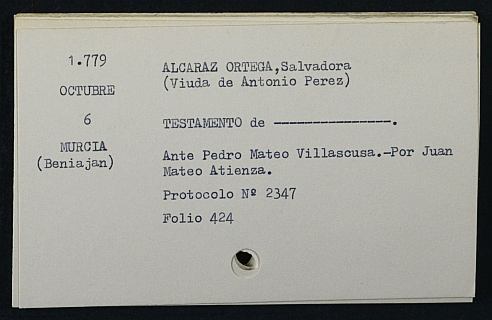 1.779
OCTUBRE
6
MURCIA
(Beniajan)
ALCARAZ ORTEGA,Salvadora
(Viuda de Antonio Perez)
TESTAMENTO de ---------------.
Ante Pedro Mateo Villascusa.-Por Juan
Mateo Atienza.
Protocolo Nº 2347
Folio 424